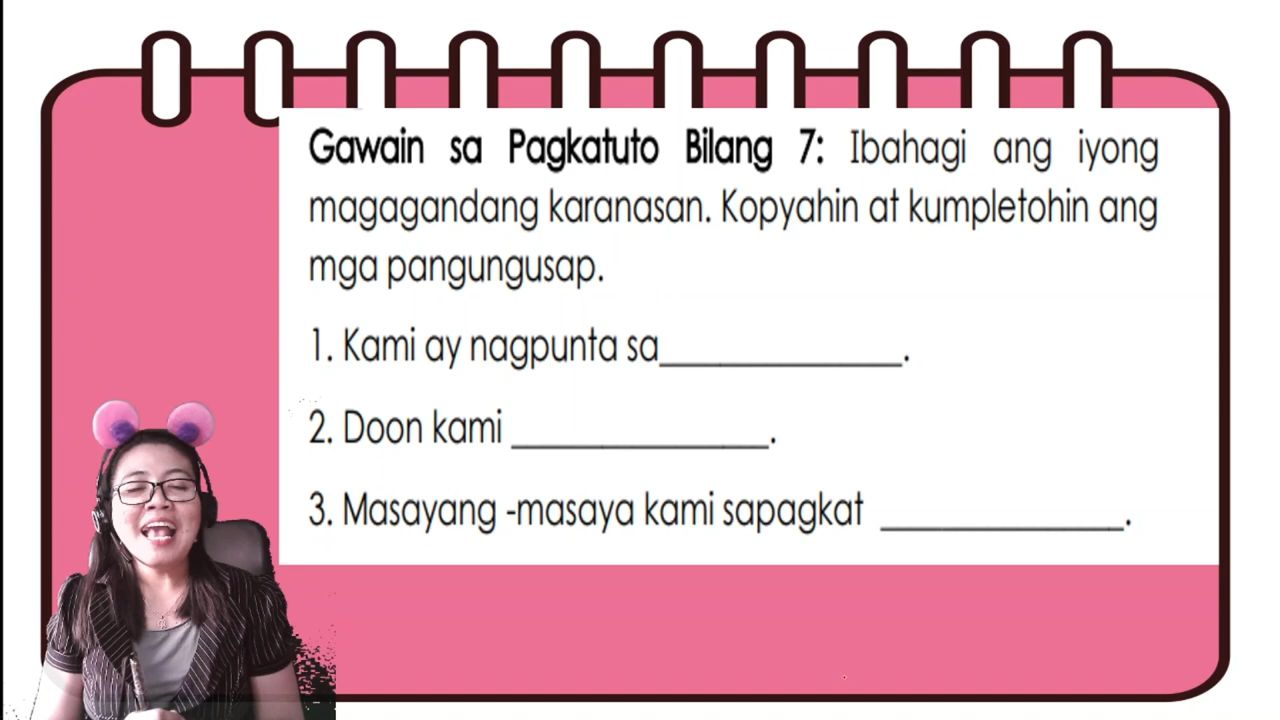 Gawain sa Pagkatuto Bilang 7: Ibahagi ang iyong
magagandang karanasan. Kopyahin at kumpletohin ang
mga pangungusap.
1. Kami ay nagpunta sa______________.
2. Doon kami _______________.
3. Masayang -masaya kami sapagkat ______________.